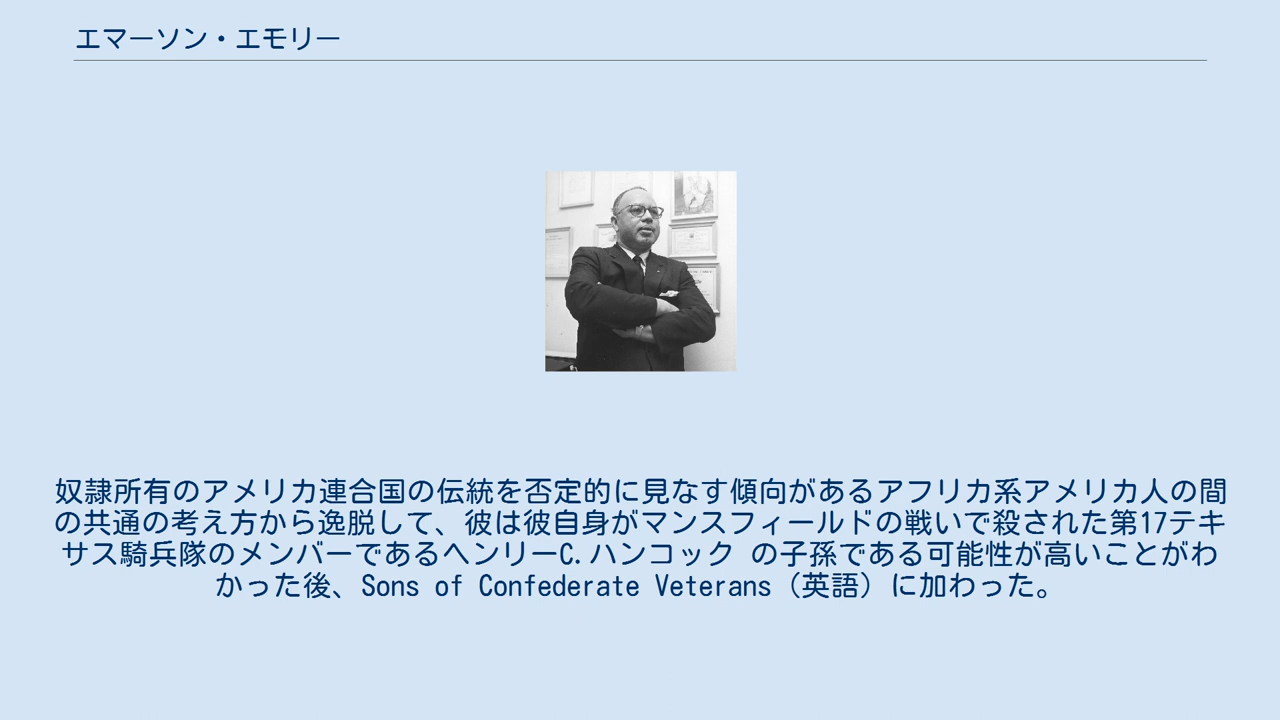 エマーソン・エモリー
奴隷所有のアメリカ連合国の伝統を否定的に見なす傾向があるアフリカ系アメリカ人の間
の共通の考え方から逸脱して、彼は彼自身がマンスフィールドの戦いで殺された第17テキ
サス騎兵隊のメンバーであるヘンリーC.ハンコック の子孫である可能性が高いことがわ
かった後、Sons of Confederate Veterans（英語）に加わった。